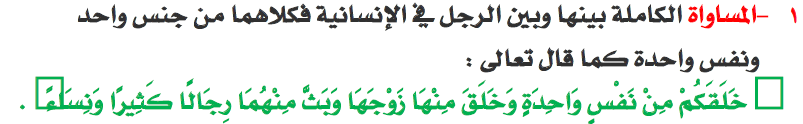 ١ -المساواة الكاملة بينها وبين الرجل في الإنسانية فكلاهما من جنس واحد
ونفس واحدة كما قال تعالى :
خَلَقَكُمْ مِنْ نَفْسٍ وَاحِدَةٍ وَخَلَقَ مِنْهَا زَوْجَهَا وَبَثَّ مِنْهُمَا رِجَالًا كَثِيرًا وَنِسَاءً .